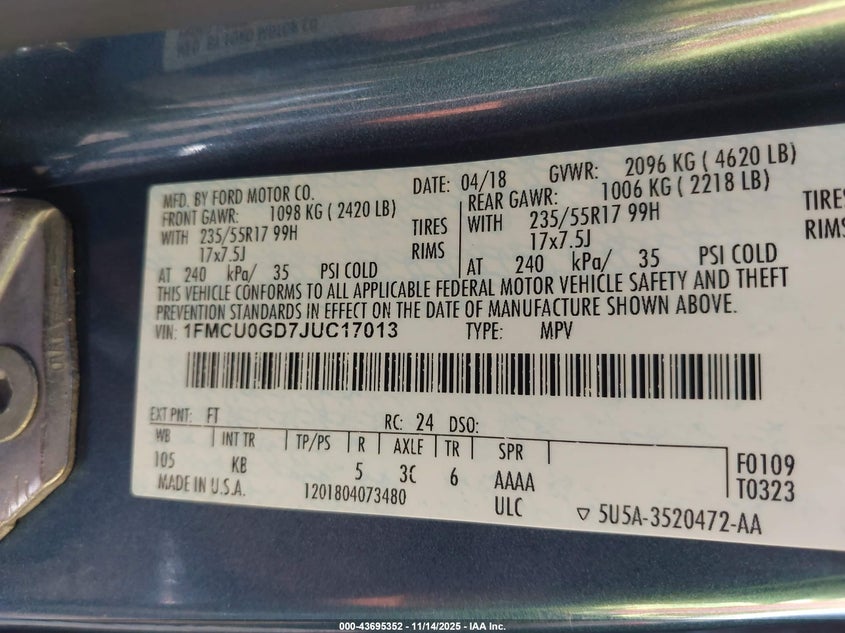 MFD. BY FORD MOTOR CO.
DATE: 04/18 GVWR: 2096 KG ( 4620 LB)
FRONT GAWR: 1098 KG ( 2420 LB)
REAR GAWR: 1006 KG ( 2218 LB)
WITH 235/55R17 99H TIRES
WITH 235/55R17 99H TIRES
17x7.5J RIMS
17x7.5J RIMS
AT 240 kPa/ 35 PSI COLD
AT 240 kPa/ 35 PSI COLD
THIS VEHICLE CONFORMS TO ALL APPLICABLE FEDERAL MOTOR VEHICLE SAFETY AND THEFT
PREVENTION STANDARDS IN EFFECT ON THE DATE OF MANUFACTURE SHOWN ABOVE.
VIN: 1FMCU0GD7JUC17013 TYPE: MPV
EXT PNT: FT RC: 24 DSO:
WB INT TR TP/PS R AXLE TR SPR
105 KB 5 3C 6 AAAA
F0109
MADE IN U.S.A. 1201804073480 ULC
T0323
▽ 5U5A-3520472-AA
000-43695352 - 11/14/2025 - IAA Inc.